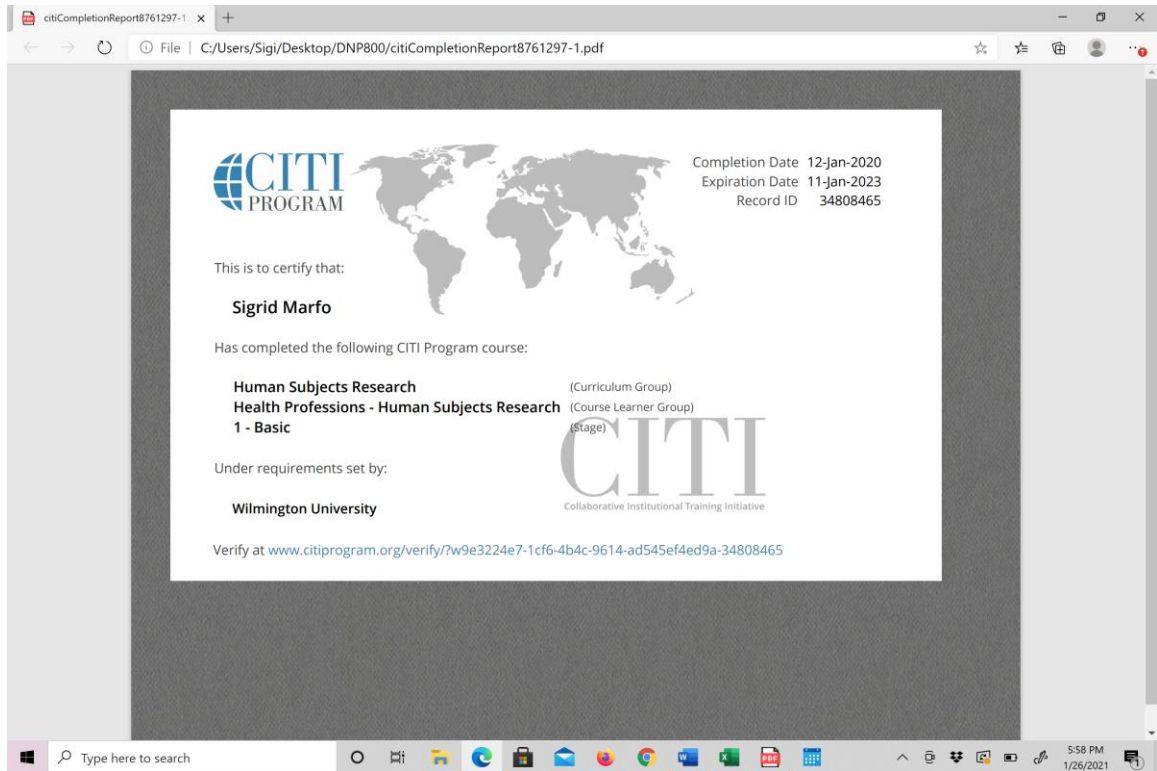 citiCompletionReport8761297-1
File | C:/Users/Sigi/Desktop/DNP800/citiCompletionReport8761297-1.pdf
CITI
PROGRAM
Completion Date 12-Jan-2020
Expiration Date 11-Jan-2023
Record ID 34808465
This is to certify that:
Sigrid Marfo
Has completed the following CITI Program course:
Human Subjects Research (Curriculum Group)
Health Professions - Human Subjects Research (Course Learner Group)
1 - Basic (Stage)
Under requirements set by:
Wilmington University
CITI
Collaborative Institutional Training Initiative
Verify at www.citiprogram.org/verify/?w9e3224e7-1cf6-4b4c-9614-ad545ef4ed9a-34808465
Type here to search
5:58 PM
1/26/2021